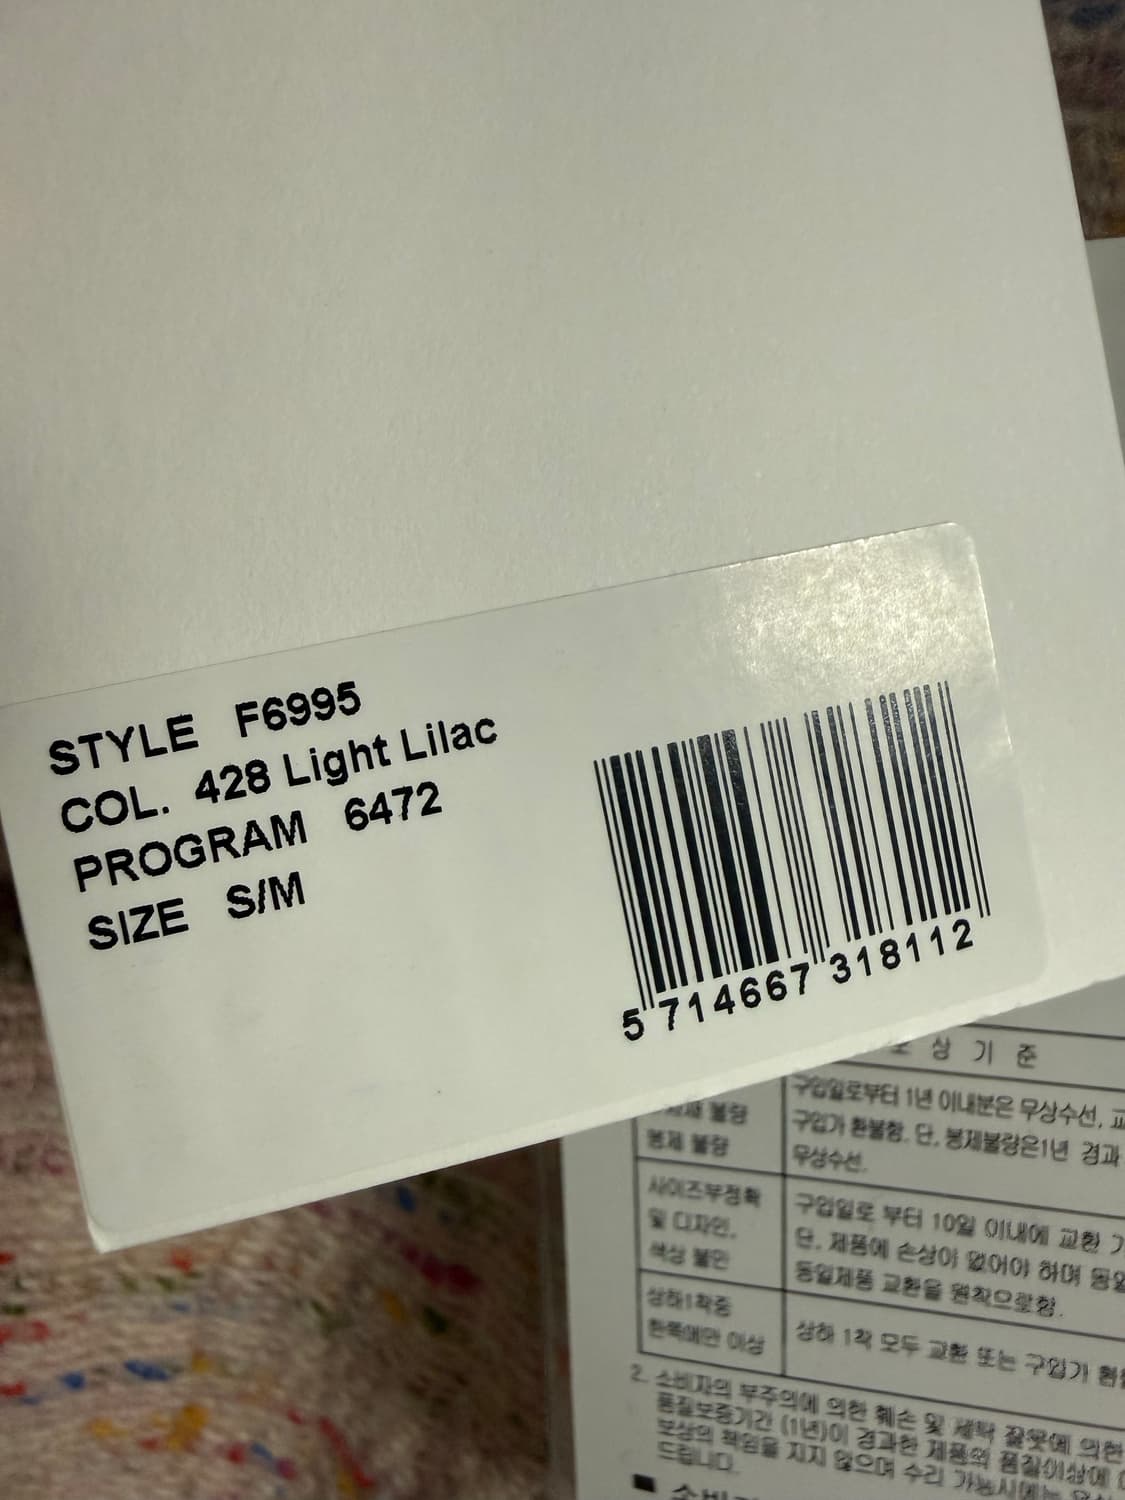 STYLE F6995
COL. 428 Light Lilac
PROGRAM 6472
SIZE S/M
5 714667 318112
상 기 준
불량
봉제 불량
구입일로부터 1년 이내분은 무상수선,
구입가 환불함. 단, 봉제불량은1년 경과
무상수선.
사이즈부정확
및 디자인,
색상 불만
구입일로 부터 10일 이내에 교환
단, 제품에 손상이 없어야 하며
동일제품 교환을 원칙으로함.
상하1착중
한쪽에만 이상
상하 1착 모두 교환 또는 구입가
2. 소비자의 부주의에 의한 훼손 및 세탁 잘못에 의한
품질보증기간 (1년)이 경과한 제품의 품질이상에
보상의 책임을 지지 않으며 수리 가능시에는
드립니다.
■